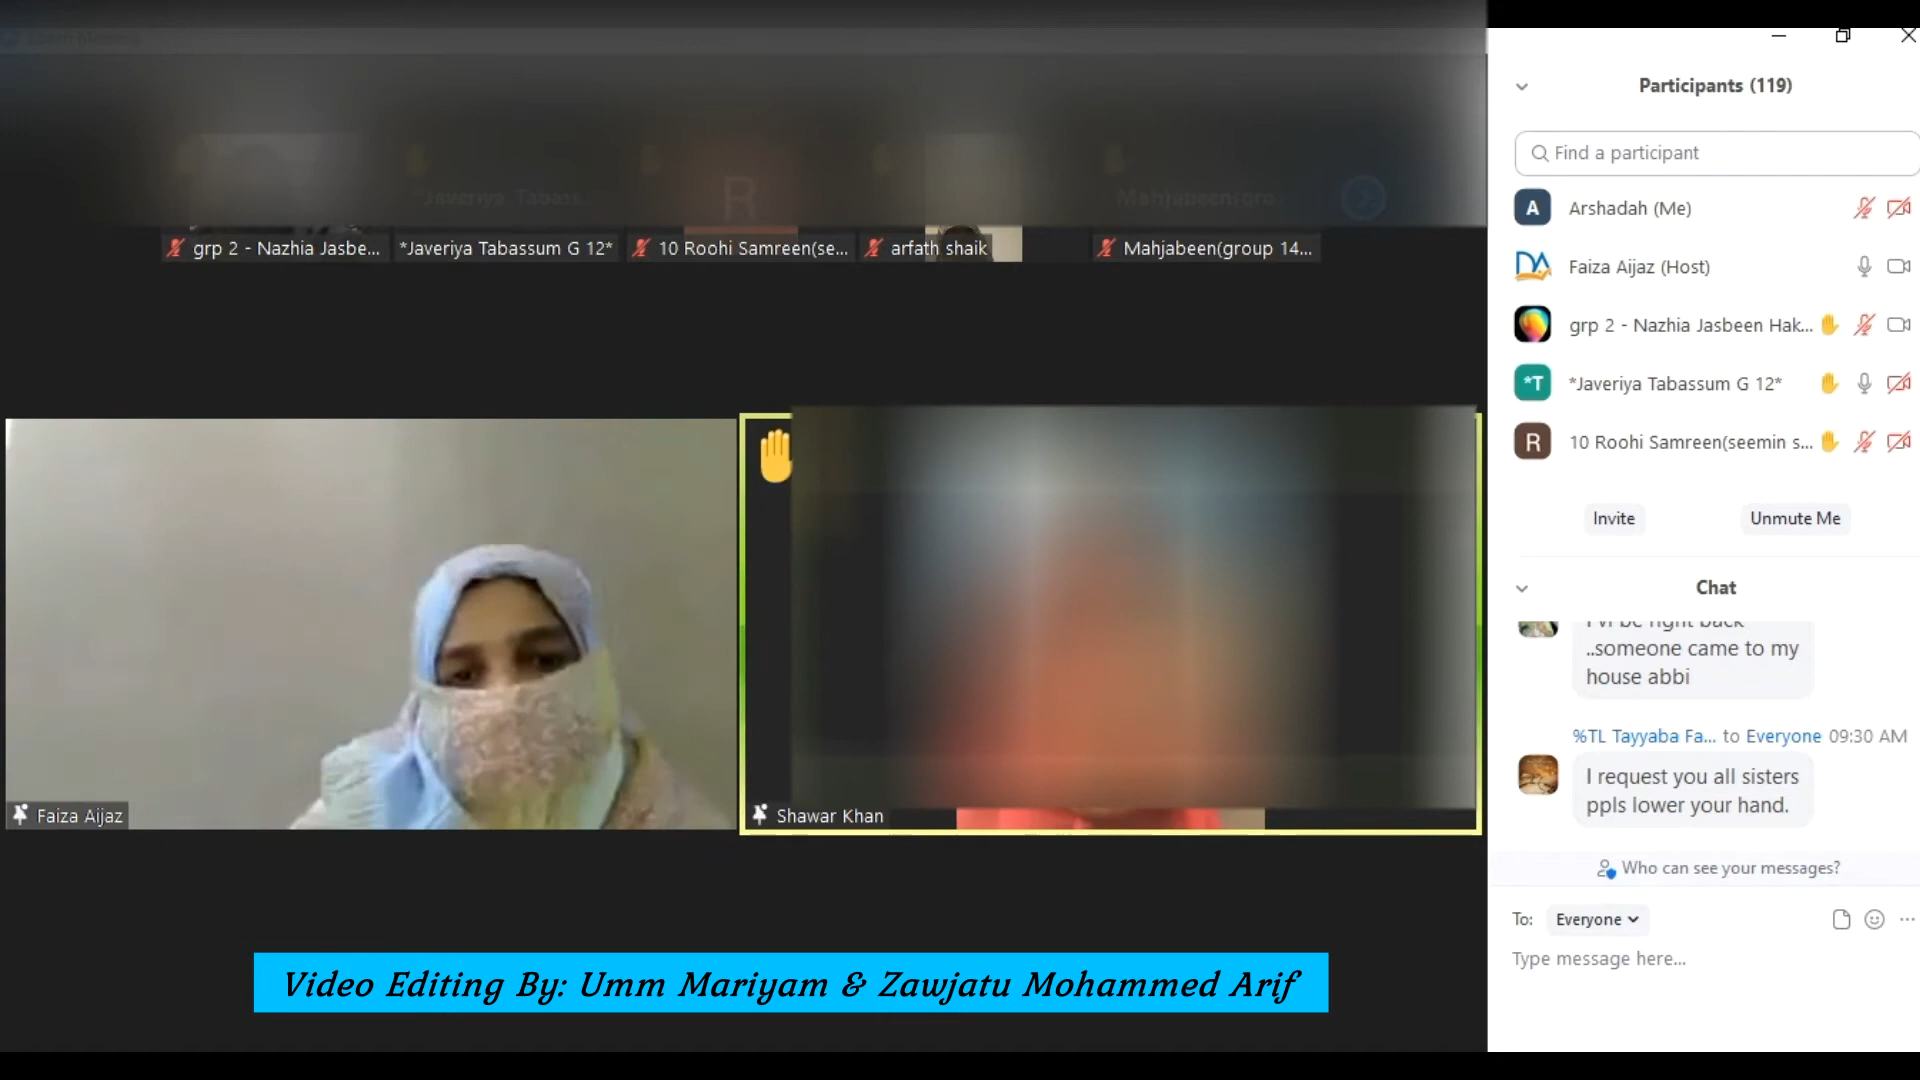 grp 2 - Nazhia Jasbe...
*Javeriya Tabassum G 12*
10 Roohi Samreen(se...
arfath shaik
Mahjabeen(group 14...
Faiza Aijaz
Shawar Khan
Video Editing By: Umm Mariyam & Zawjatu Mohammed Arif
Participants (119)
Find a participant
A
Arshadah (Me)
Faiza Aijaz (Host)
grp 2 - Nazhia Jasbeen Hak...
*T
*Javeriya Tabassum G 12*
R
10 Roohi Samreen(seemin s...
Invite
Unmute Me
Chat
..someone came to my
house abbi
%TL Tayyaba Fa... to Everyone 09:30 AM
I request you all sisters
ppls lower your hand.
Who can see your messages?
To: Everyone
Type message here...